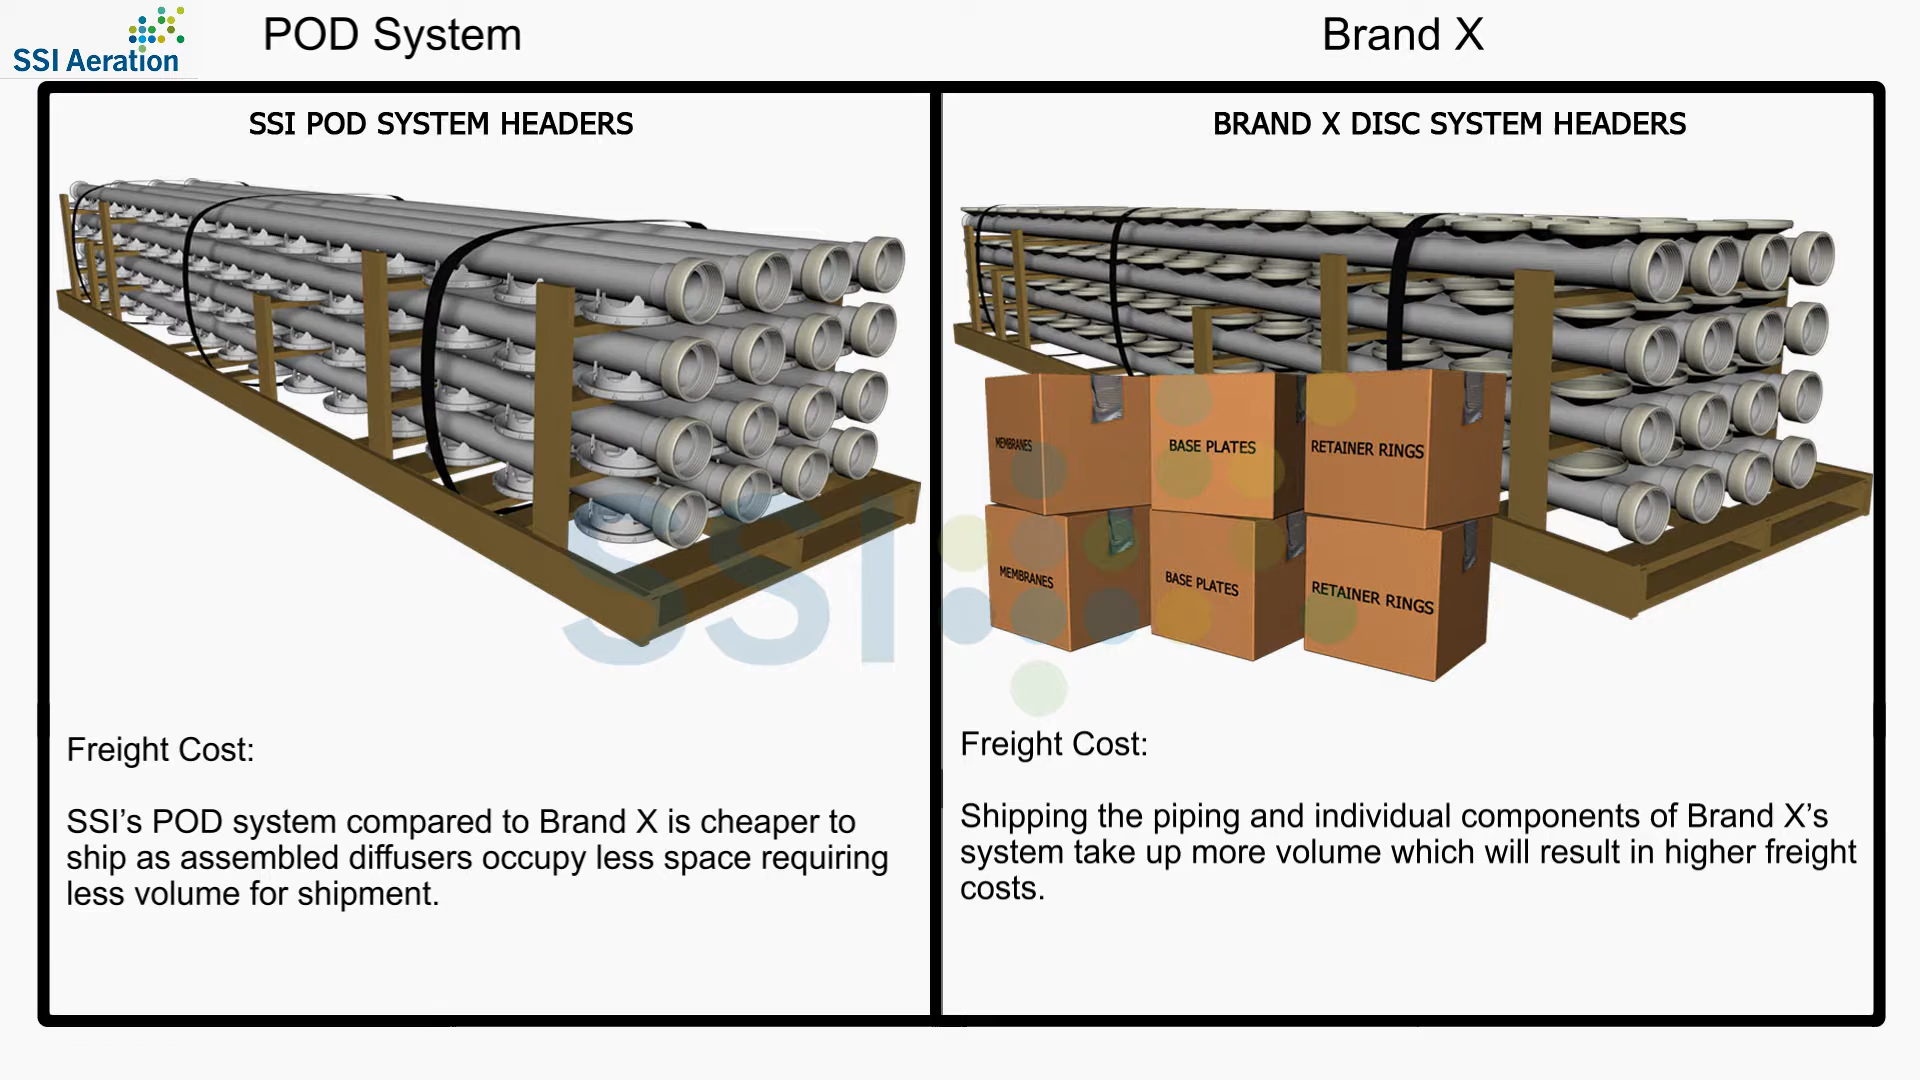 SSI Aeration
POD System
Brand X
SSI POD SYSTEM HEADERS
BRAND X DISC SYSTEM HEADERS
MEMBRANES
BASE PLATES
RETAINER RINGS
MEMBRANES
BASE PLATES
RETAINER RINGS
SSI
Freight Cost:
SSI’s POD system compared to Brand X is cheaper to
ship as assembled diffusers occupy less space requiring
less volume for shipment.
Freight Cost:
Shipping the piping and individual components of Brand X’s
system take up more volume which will result in higher freight
costs.